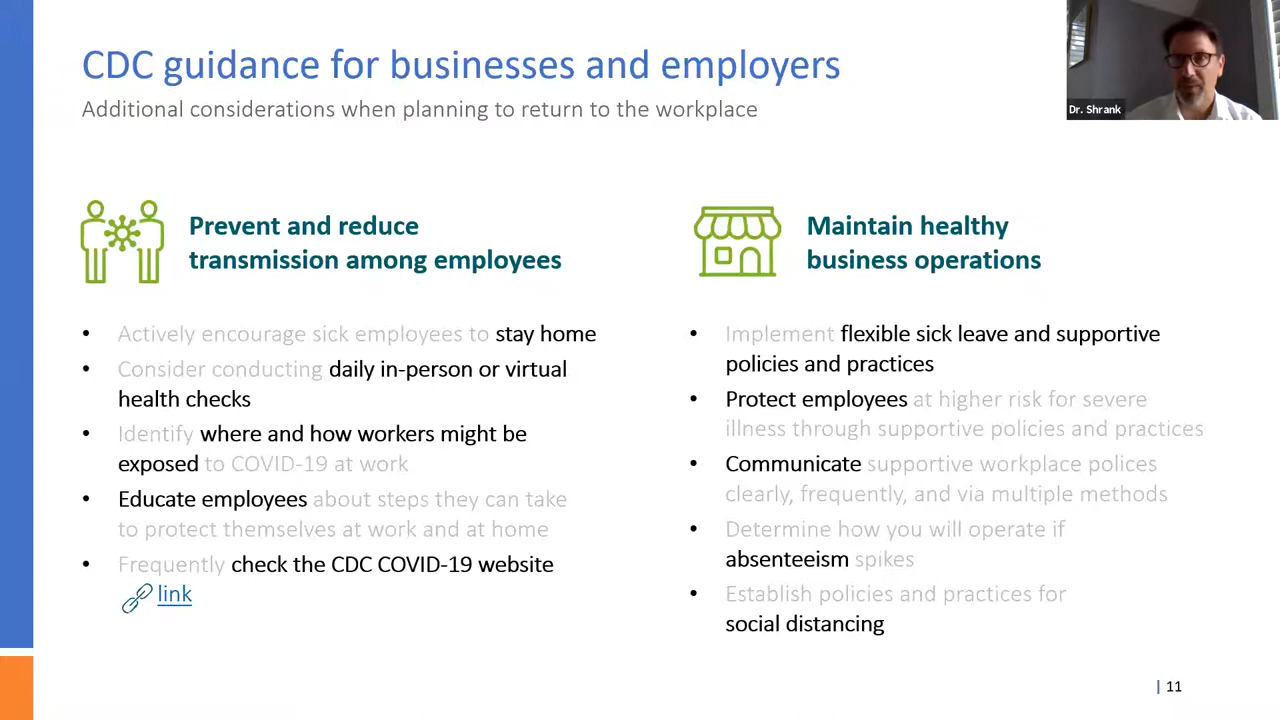 CDC guidance for businesses and employers
Additional considerations when planning to return to the workplace
Dr. Shrank
Prevent and reduce
transmission among employees
• Actively encourage sick employees to stay home
• Consider conducting daily in-person or virtual
health checks
• Identify where and how workers might be
exposed to COVID-19 at work
• Educate employees about steps they can take
to protect themselves at work and at home
• Frequently check the CDC COVID-19 website
link
Maintain healthy
business operations
• Implement flexible sick leave and supportive
policies and practices
• Protect employees at higher risk for severe
illness through supportive policies and practices
• Communicate supportive workplace polices
clearly, frequently, and via multiple methods
• Determine how you will operate if
absenteeism spikes
• Establish policies and practices for
social distancing
| 11